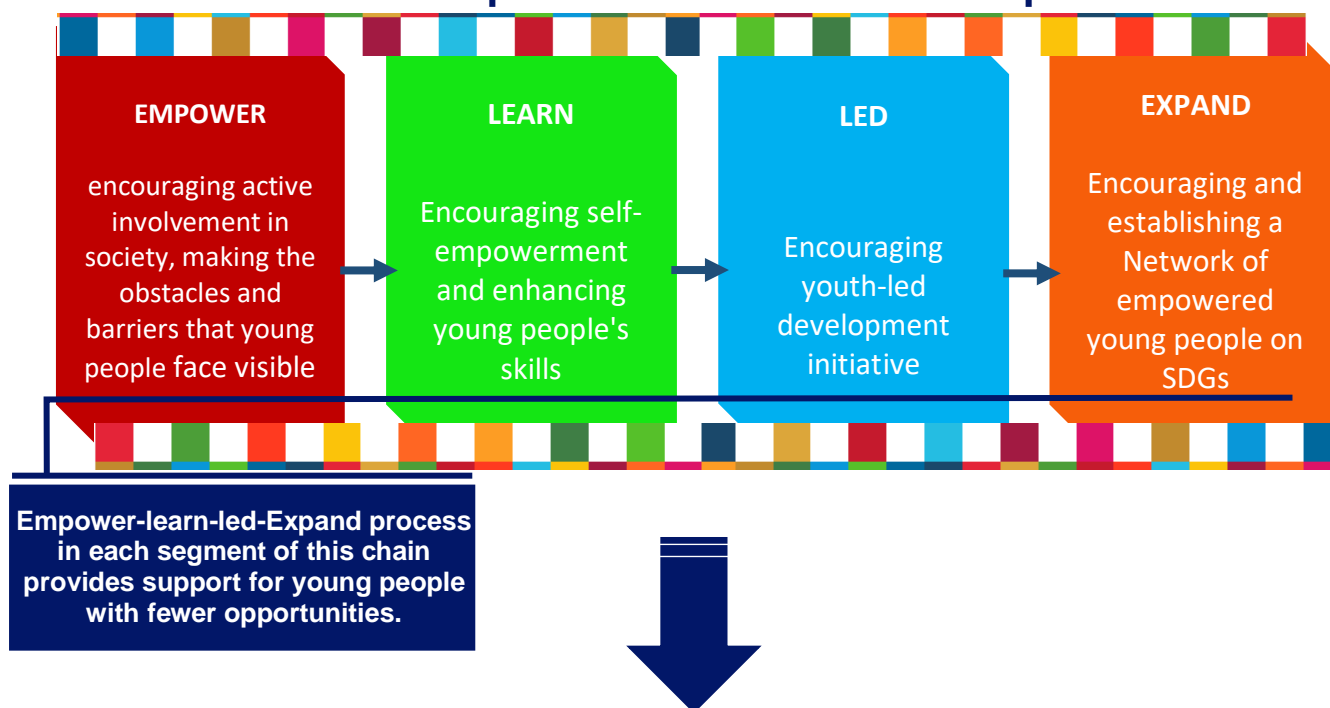 EMPOWER
encouraging active
involvement in
society, making the
obstacles and
barriers that young
people face visible
LEARN
Encouraging self-
empowerment
and enhancing
young people's
skills
LED
Encouraging
youth-led
development
initiative
EXPAND
Encouraging and
establishing a
Network of
empowered
young people on
SDGs
Empower-learn-led-Expand process
in each segment of this chain
provides support for young people
with fewer opportunities.